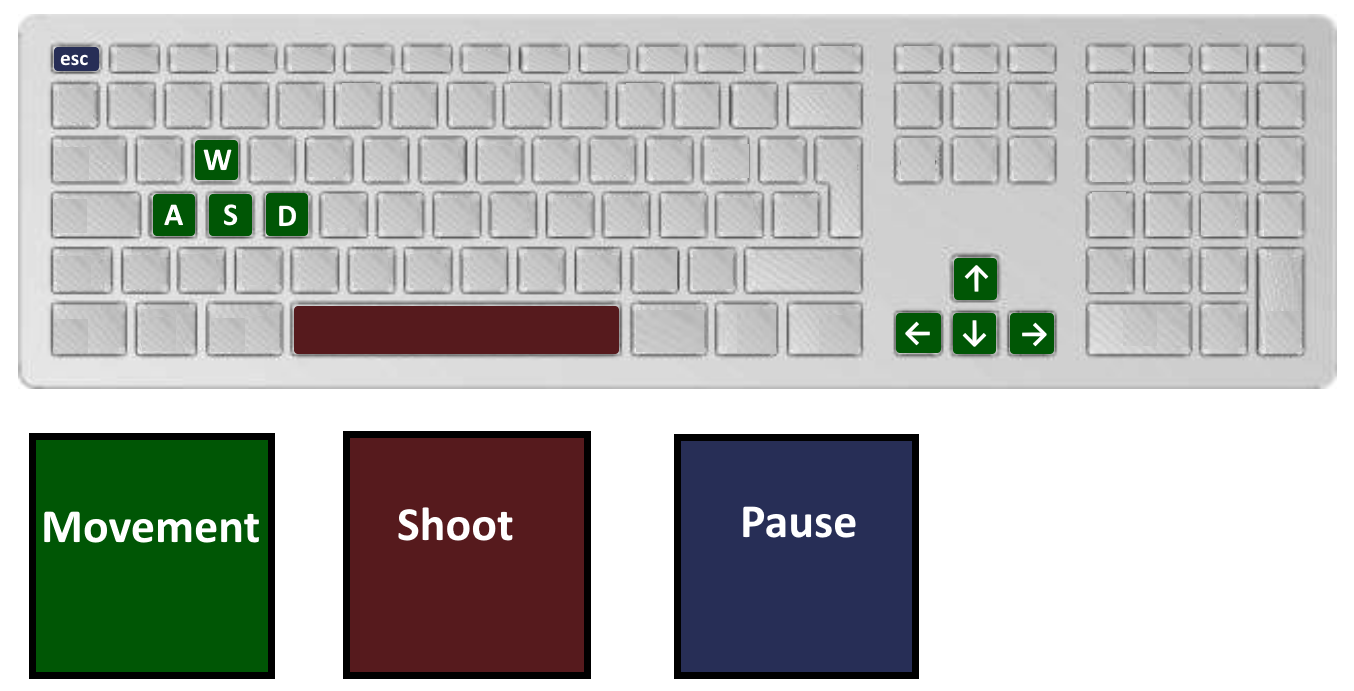 esc
W
A S D
↑
← ↓ →
Movement Shoot Pause